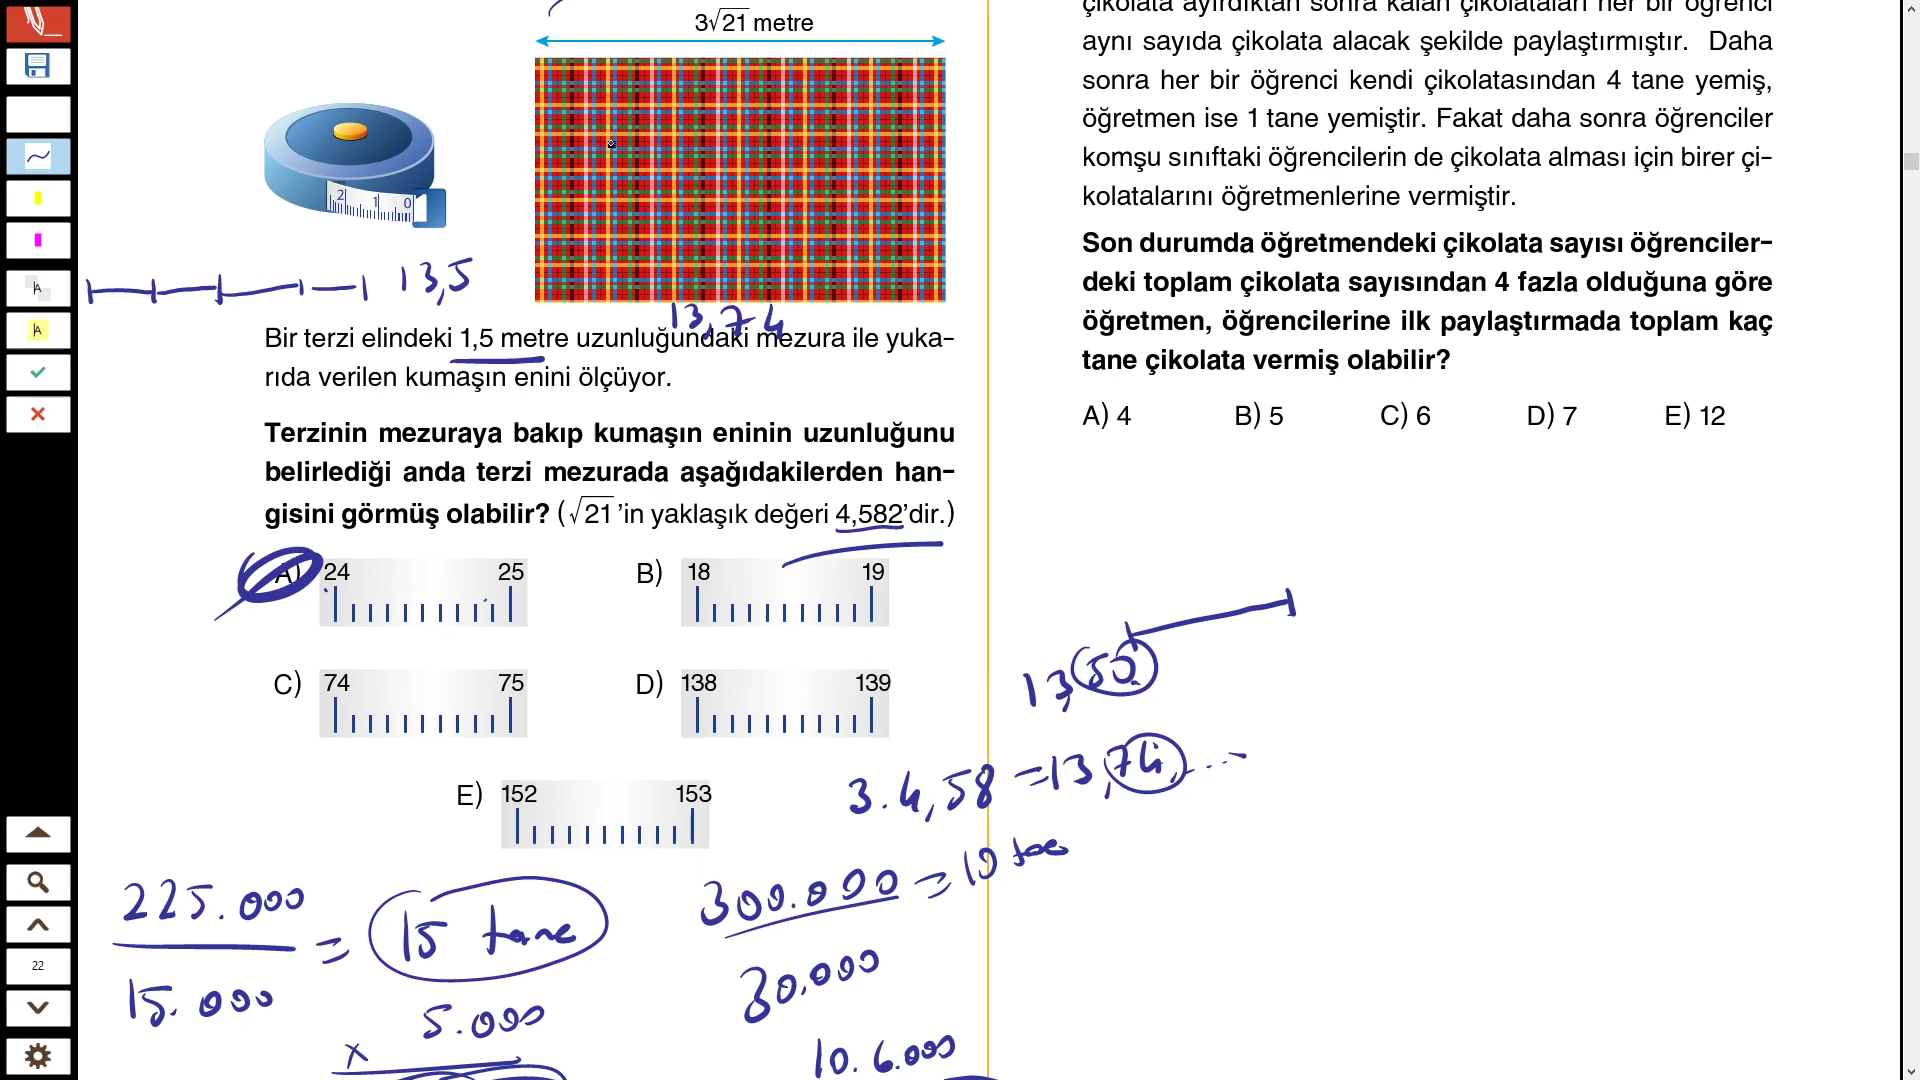 3√21 metre
2 1 0
13,5
13,74
Bir terzi elindeki 1,5 metre uzunluğundaki mezura ile yuka-
rıda verilen kumaşın enini ölçüyor.
Terzinin mezuraya bakıp kumaşın eninin uzunluğunu
belirlediği anda terzi mezurada aşağıdakilerden han-
gisini görmüş olabilir? (√21 'in yaklaşık değeri 4,582'dir.)
A) 24 25
B) 18 19
C) 74 75
D) 138 139
E) 152 153
225.000
15.000
= 15 tane
5.000
x
300.000 = 10
30.000
10.6.000
çikolata ayırdıktan sonra kalan çikolataları her bir öğrenci
aynı sayıda çikolata alacak şekilde paylaştırmıştır. Daha
sonra her bir öğrenci kendi çikolatasından 4 tane yemiş,
öğretmen ise 1 tane yemiştir. Fakat daha sonra öğrenciler
komşu sınıftaki öğrencilerin de çikolata alması için birer çi-
kolatalarını öğretmenlerine vermiştir.
Son durumda öğretmendeki çikolata sayısı öğrenciler-
deki toplam çikolata sayısından 4 fazla olduğuna göre
öğretmen, öğrencilerine ilk paylaştırmada toplam kaç
tane çikolata vermiş olabilir?
A) 4 B) 5 C) 6 D) 7 E) 12
13,50
3.4,58 = 13,74,...
22